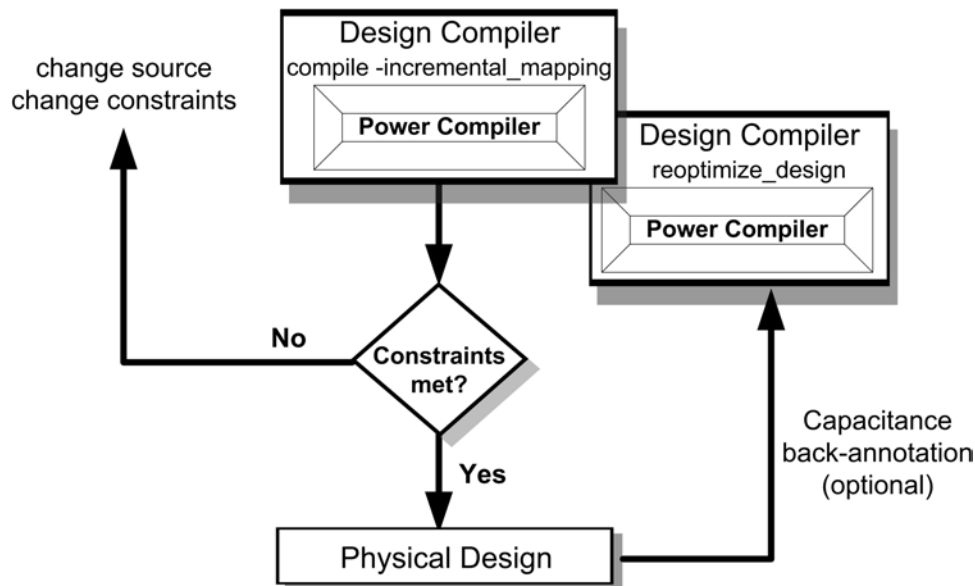 Design Compiler
compile -incremental_mapping
Power Compiler
change source
change constraints
Design Compiler
reoptimize_design
Power Compiler
No
Constraints
met?
Yes
Capacitance
back-annotation
(optional)
Physical Design